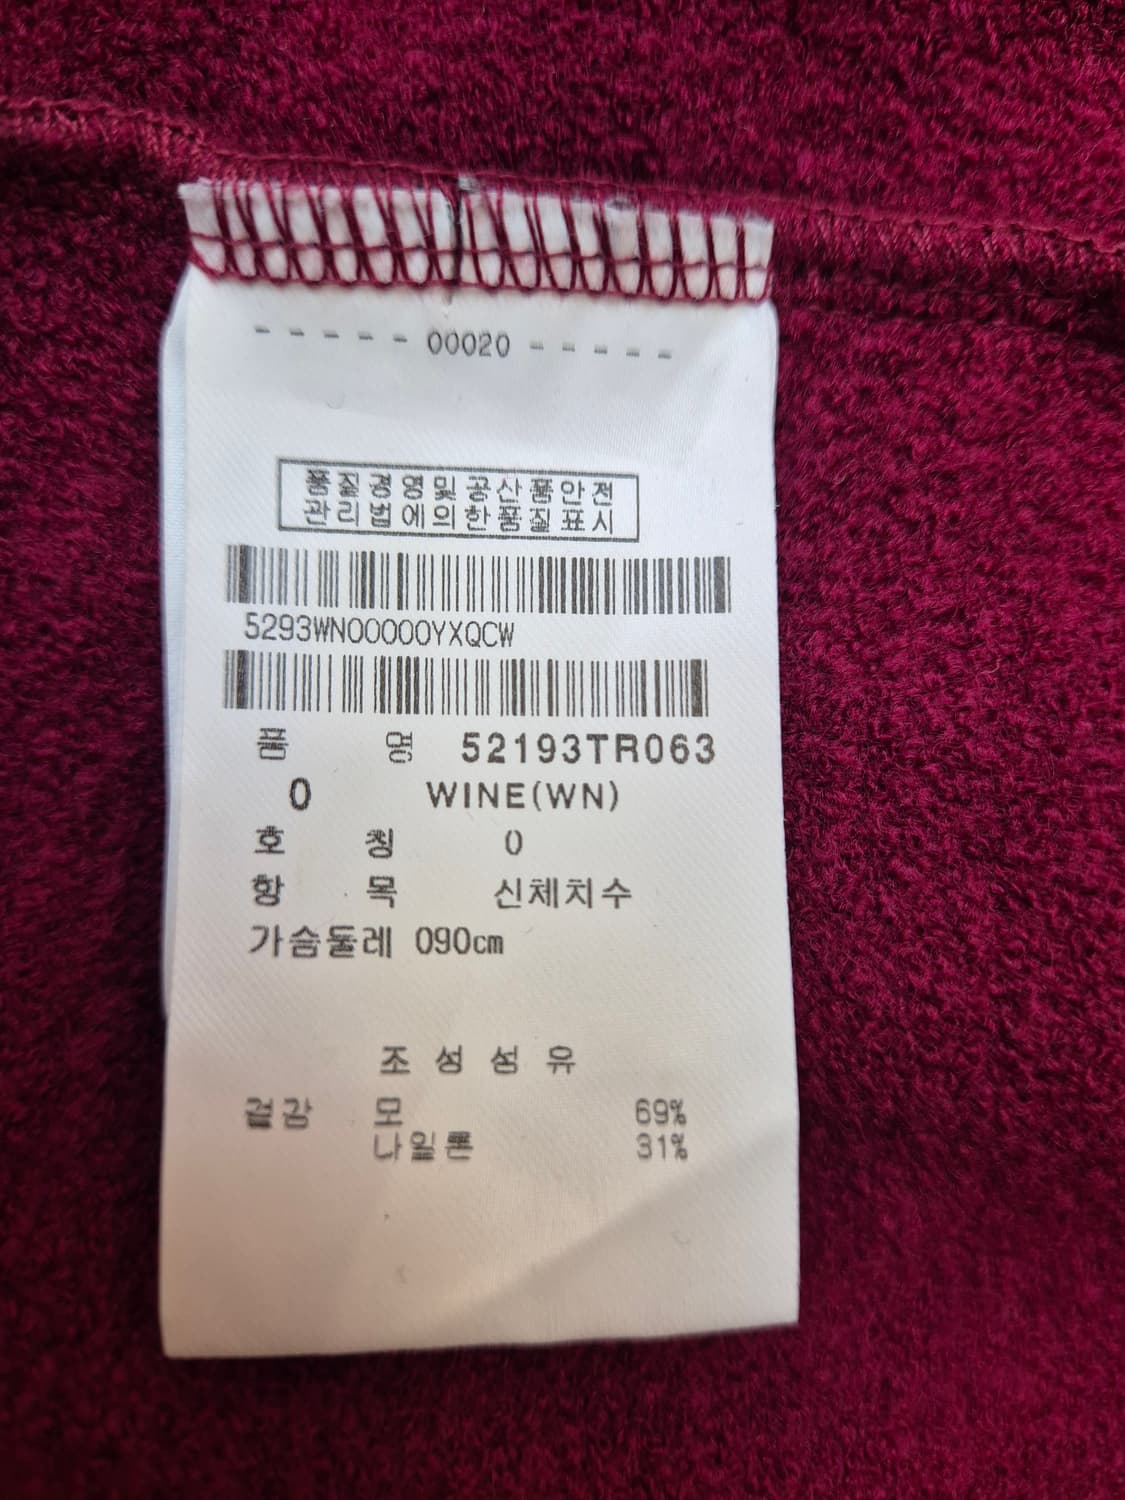 ----- 00020 -----
품질경영및공산품안전
관리법에의한품질표시
5293WN00000YXQCW
품 명 52193TR063
0 WINE(WN)
호 칭 0
항 목 신체치수
가슴둘레 090cm
조성섬유
겉감 모 69%
나일론 31%